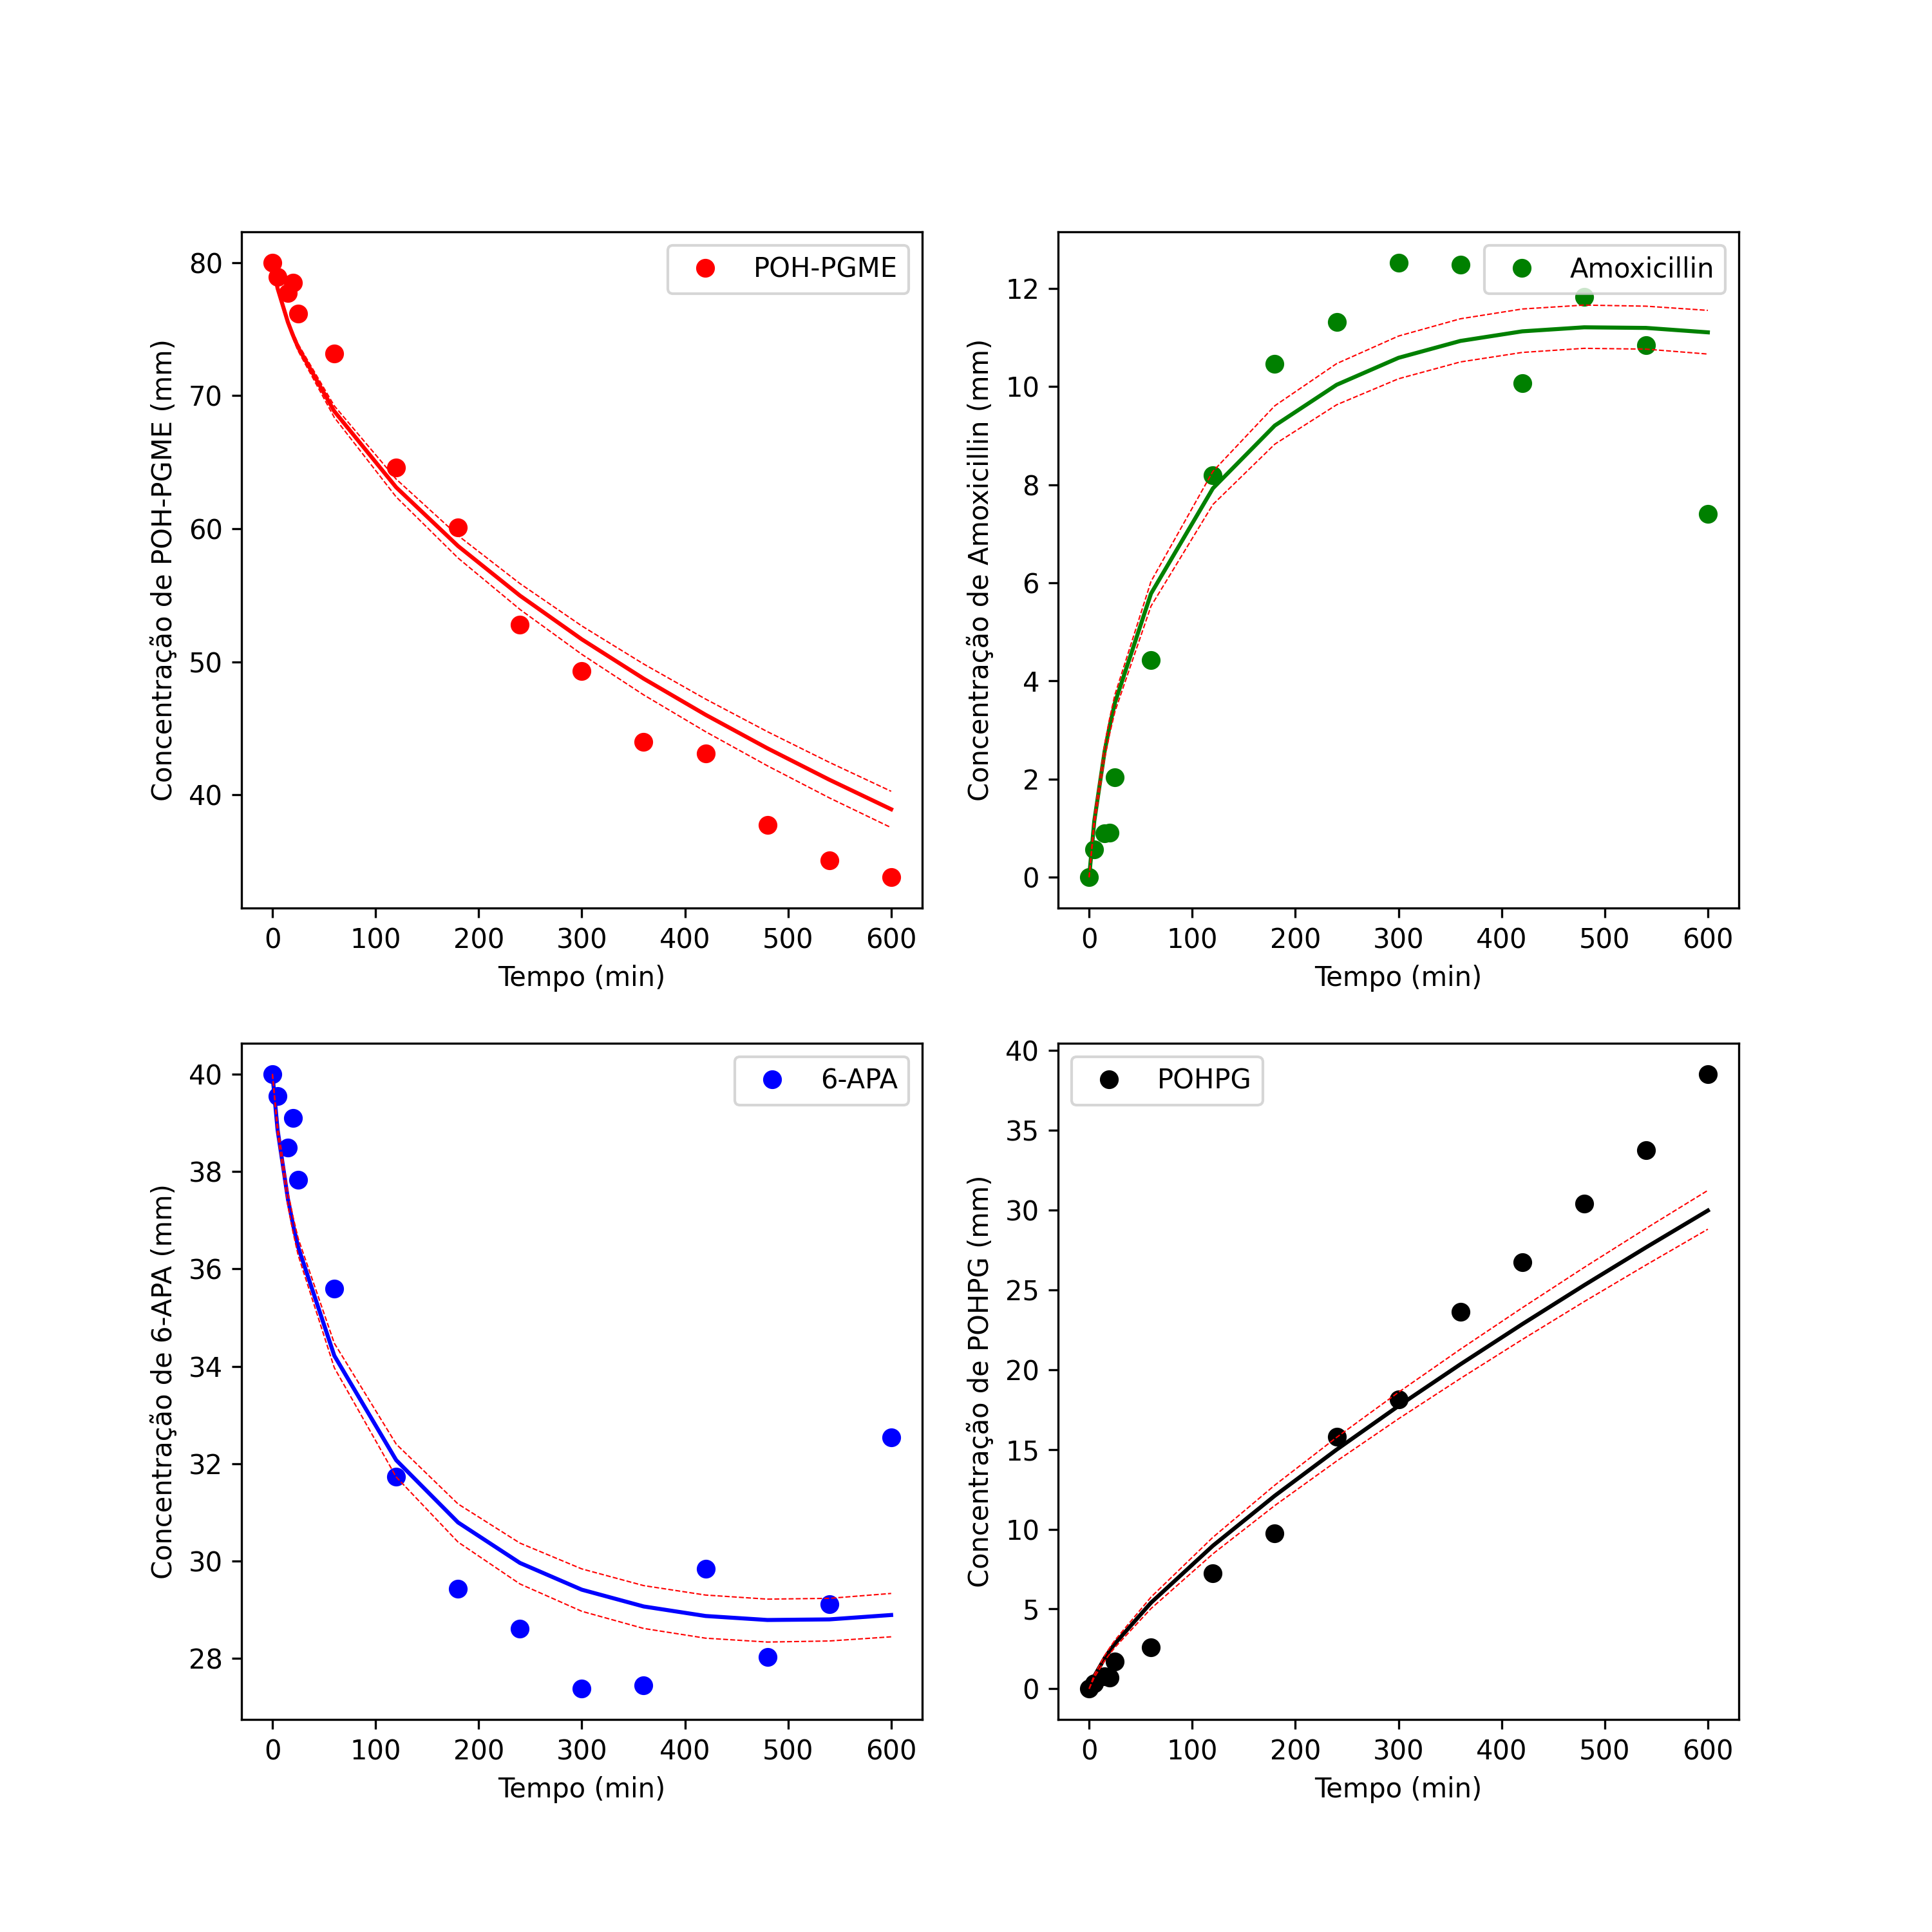 POH-PGME
80
70
60
50
40
Concentração de POH-PGME (mm)
0 100 200 300 400 500 600
Tempo (min)
Amoxicillin
12
10
8
6
4
2
0
Concentração de Amoxicillin (mm)
0 100 200 300 400 500 600
Tempo (min)
6-APA
40
38
36
34
32
30
28
Concentração de 6-APA (mm)
0 100 200 300 400 500 600
Tempo (min)
POHPG
40
35
30
25
20
15
10
5
0
Concentração de POHPG (mm)
0 100 200 300 400 500 600
Tempo (min)